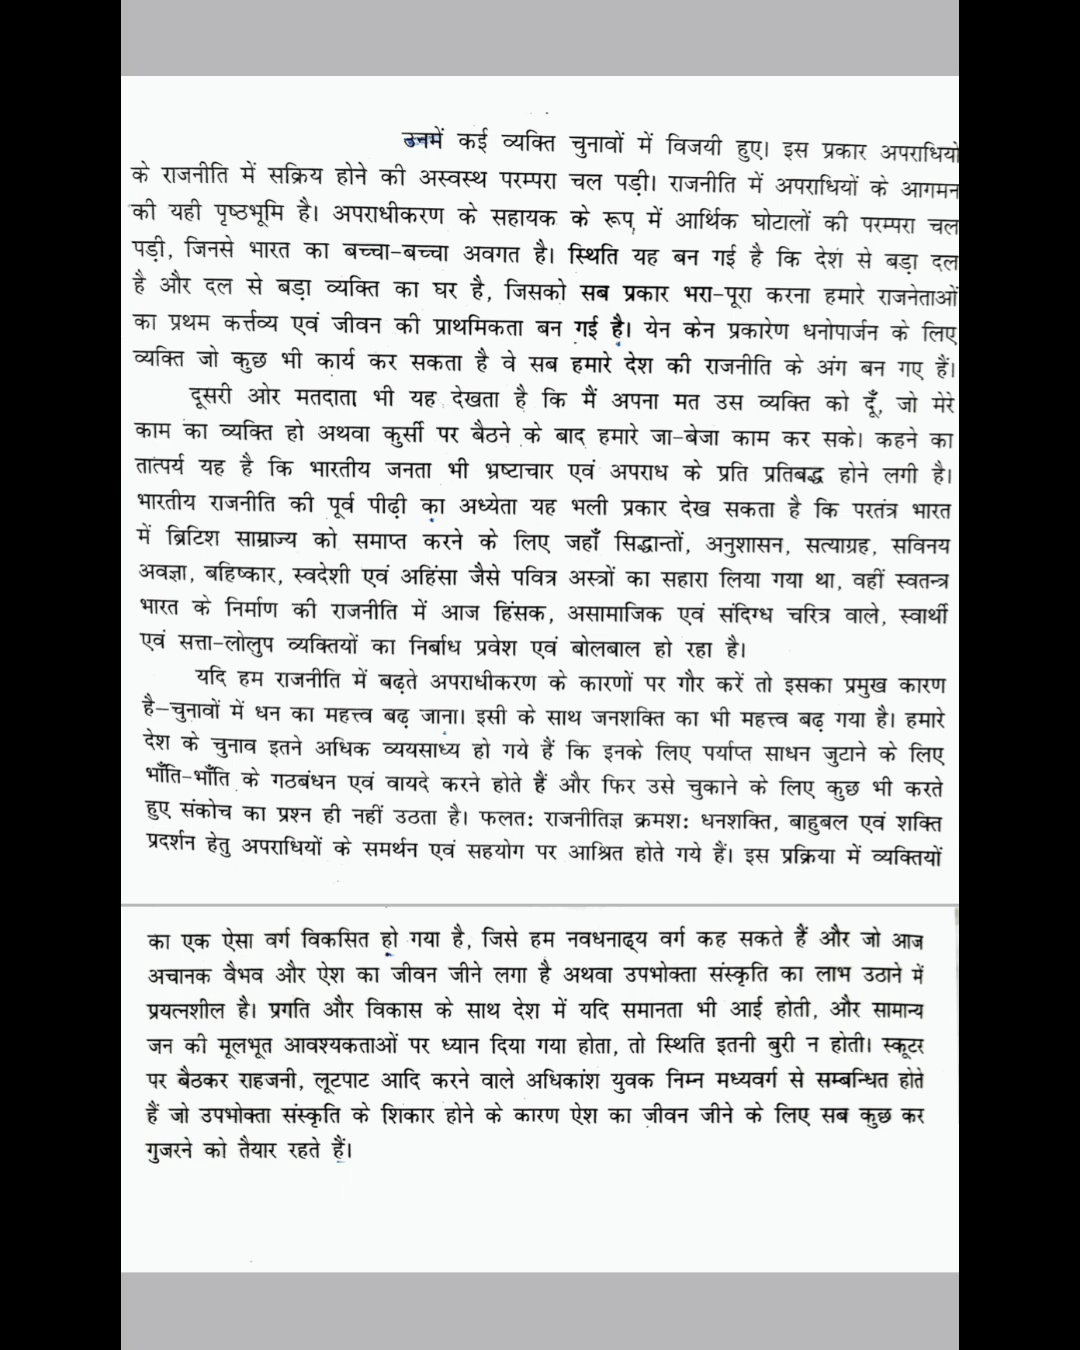 उनमें कई व्यक्ति चुनावों में विजयी हुए। इस प्रकार अपराधियो
के राजनीति में सक्रिय होने की अस्वस्थ परम्परा चल पड़ी। राजनीति में अपराधियों के आगमन
की यही पृष्ठभूमि है। अपराधीकरण के सहायक के रूप में आर्थिक घोटालों की परम्परा चल
पड़ी, जिनसे भारत का बच्चा-बच्चा अवगत है। स्थिति यह बन गई है कि देश से बड़ा दल
है और दल से बड़ा व्यक्ति का घर है, जिसको सब प्रकार भरा-पूरा करना हमारे राजनेताओं
का प्रथम कर्त्तव्य एवं जीवन की प्राथमिकता बन गई है। येन केन प्रकारेण धनोपार्जन के लिए
व्यक्ति जो कुछ भी कार्य कर सकता है वे सब हमारे देश की राजनीति के अंग बन गए हैं।
दूसरी ओर मतदाता भी यह देखता है कि मैं अपना मत उस व्यक्ति को दूँ, जो मेरे
काम का व्यक्ति हो अथवा कुर्सी पर बैठने के बाद हमारे जा-बेजा काम कर सके। कहने का
तात्पर्य यह है कि भारतीय जनता भी भ्रष्टाचार एवं अपराध के प्रति प्रतिबद्ध होने लगी है।
भारतीय राजनीति की पूर्व पीढ़ी का अध्येता यह भली प्रकार देख सकता है कि परतंत्र भारत
में ब्रिटिश साम्राज्य को समाप्त करने के लिए जहाँ सिद्धान्तों, अनुशासन, सत्याग्रह, सविनय
अवज्ञा, बहिष्कार, स्वदेशी एवं अहिंसा जैसे पवित्र अस्त्रों का सहारा लिया गया था, वहीं स्वतन्त्र
भारत के निर्माण की राजनीति में आज हिंसक, असामाजिक एवं संदिग्ध चरित्र वाले, स्वार्थी
एवं सत्ता-लोलुप व्यक्तियों का निर्बाध प्रवेश एवं बोलबाल हो रहा है।
यदि हम राजनीति में बढ़ते अपराधीकरण के कारणों पर गौर करें तो इसका प्रमुख कारण
है-चुनावों में धन का महत्त्व बढ़ जाना। इसी के साथ जनशक्ति का भी महत्त्व बढ़ गया है। हमारे
देश के चुनाव इतने अधिक व्ययसाध्य हो गये हैं कि इनके लिए पर्याप्त साधन जुटाने के लिए
भाँति-भाँति के गठबंधन एवं वायदे करने होते हैं और फिर उसे चुकाने के लिए कुछ भी करते
हुए संकोच का प्रश्न ही नहीं उठता है। फलतः राजनीतिज्ञ क्रमशः धनशक्ति, बाहुबल एवं शक्ति
प्रदर्शन हेतु अपराधियों के समर्थन एवं सहयोग पर आश्रित होते गये हैं। इस प्रक्रिया में व्यक्तियों
का एक ऐसा वर्ग विकसित हो गया है, जिसे हम नवधनाढ्य वर्ग कह सकते हैं और जो आज
अचानक वैभव और ऐश का जीवन जीने लगा है अथवा उपभोक्ता संस्कृति का लाभ उठाने में
प्रयत्नशील है। प्रगति और विकास के साथ देश में यदि समानता भी आई होती, और सामान्य
जन की मूलभूत आवश्यकताओं पर ध्यान दिया गया होता, तो स्थिति इतनी बुरी न होती। स्कूटर
पर बैठकर राहजनी, लूटपाट आदि करने वाले अधिकांश युवक निम्न मध्यवर्ग से सम्बन्धित होते
हैं जो उपभोक्ता संस्कृति के शिकार होने के कारण ऐश का जीवन जीने के लिए सब कुछ कर
गुजरने को तैयार रहते हैं।